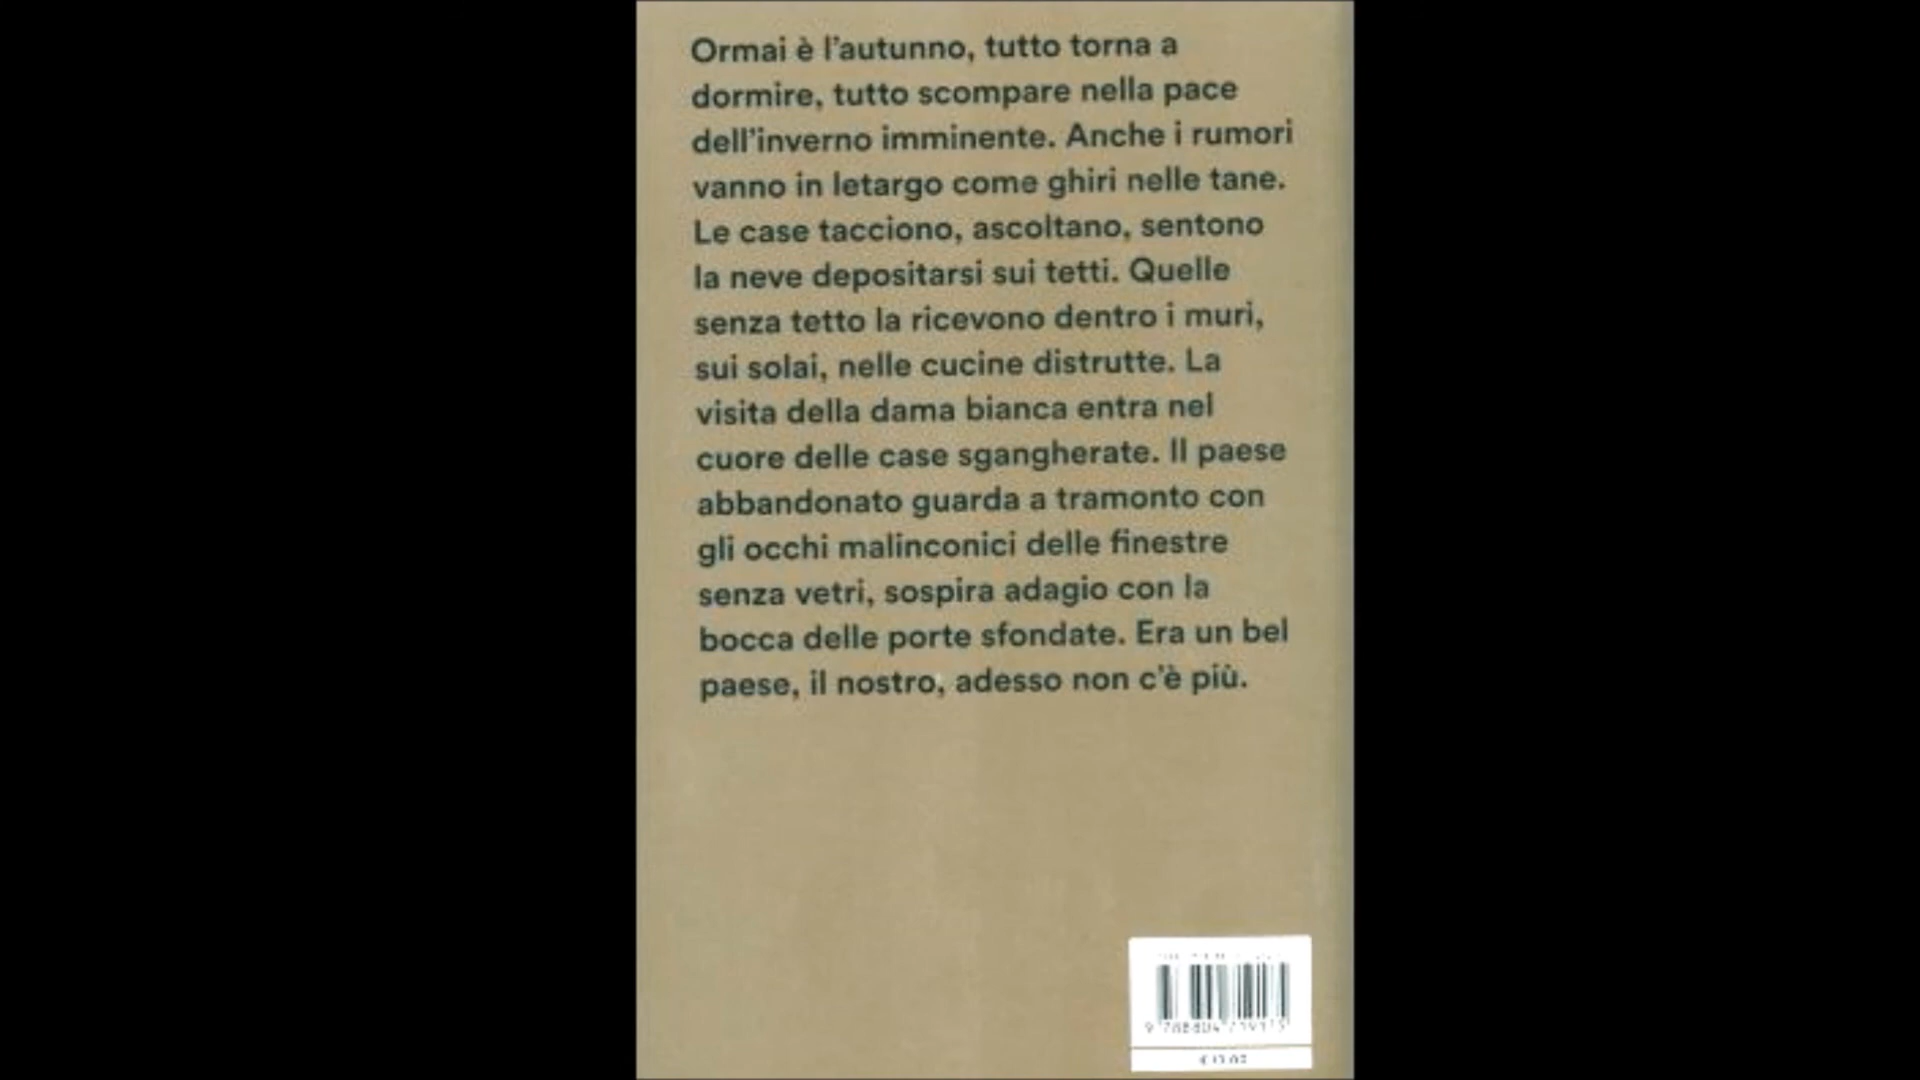 Ormai è l'autunno, tutto torna a
dormire, tutto scompare nella pace
dell'inverno imminente. Anche i rumori
vanno in letargo come ghiri nelle tane.
Le case tacciono, ascoltano, sentono
la neve depositarsi sui tetti. Quelle
senza tetto la ricevono dentro i muri,
sui solai, nelle cucine distrutte. La
visita della dama bianca entra nel
cuore delle case sgangherate. Il paese
abbandonato guarda a tramonto con
gli occhi malinconici delle finestre
senza vetri, sospira adagio con la
bocca delle porte sfondate. Era un bel
paese, il nostro, adesso non c'è più.